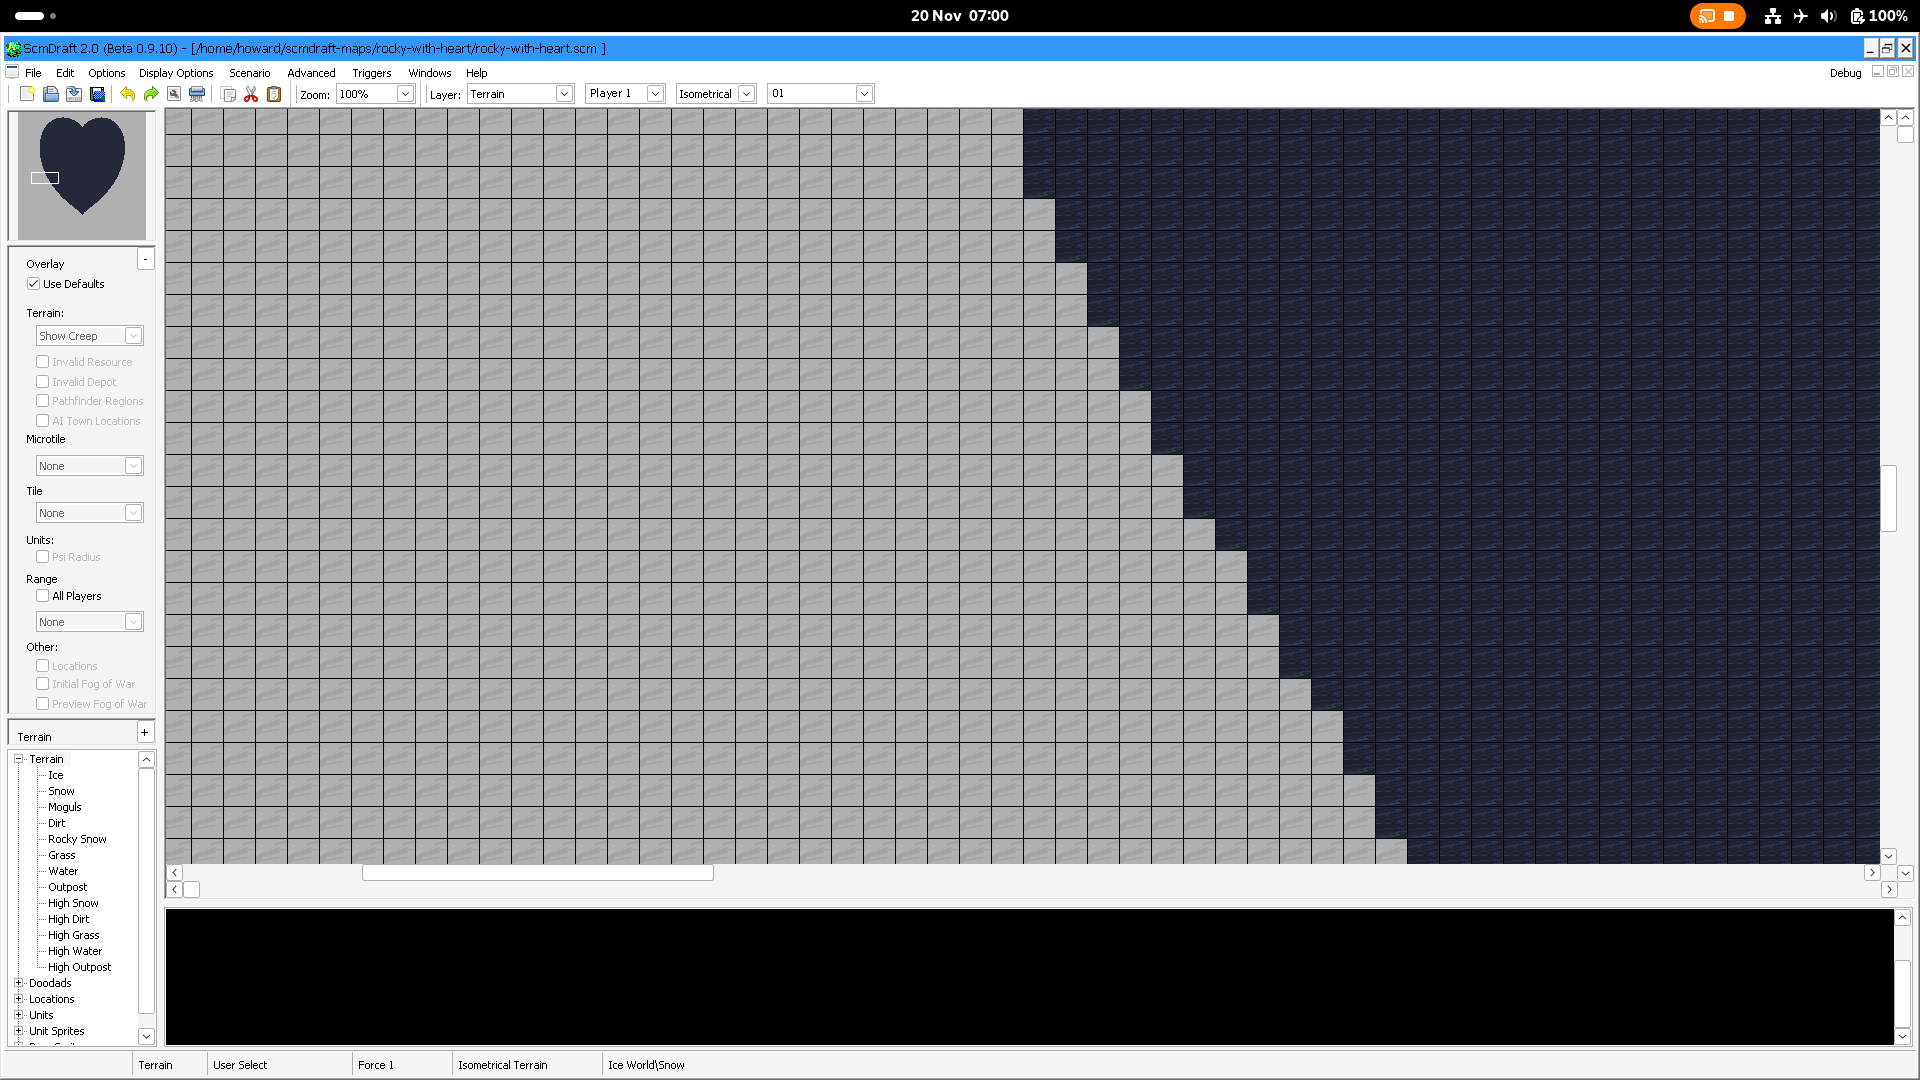 20 Nov 07:00
100%
ScmDraft 2.0 (Beta 0.9.10) - [/home/howard/scmdraft-maps/rocky-with-heart/rocky-with-heart.scm ]
File Edit Options Display Options Scenario Advanced Triggers Windows Help Debug
Zoom: 100% Layer: Terrain Player 1 Isometrical 01
-
Overlay
Use Defaults
Terrain:
Show Creep
Invalid Resource
Invalid Depot
Pathfinder Regions
AI Town Locations
Microtile
None
Tile
None
Units:
Psi Radius
Range
All Players
None
Other:
Locations
Initial Fog of War
Preview Fog of War
Terrain +
Terrain
Ice
Snow
Moguls
Dirt
Rocky Snow
Grass
Water
Outpost
High Snow
High Dirt
High Grass
High Water
High Outpost
Doodads
Locations
Units
Unit Sprites
Terrain User Select Force 1 Isometrical Terrain Ice World\Snow